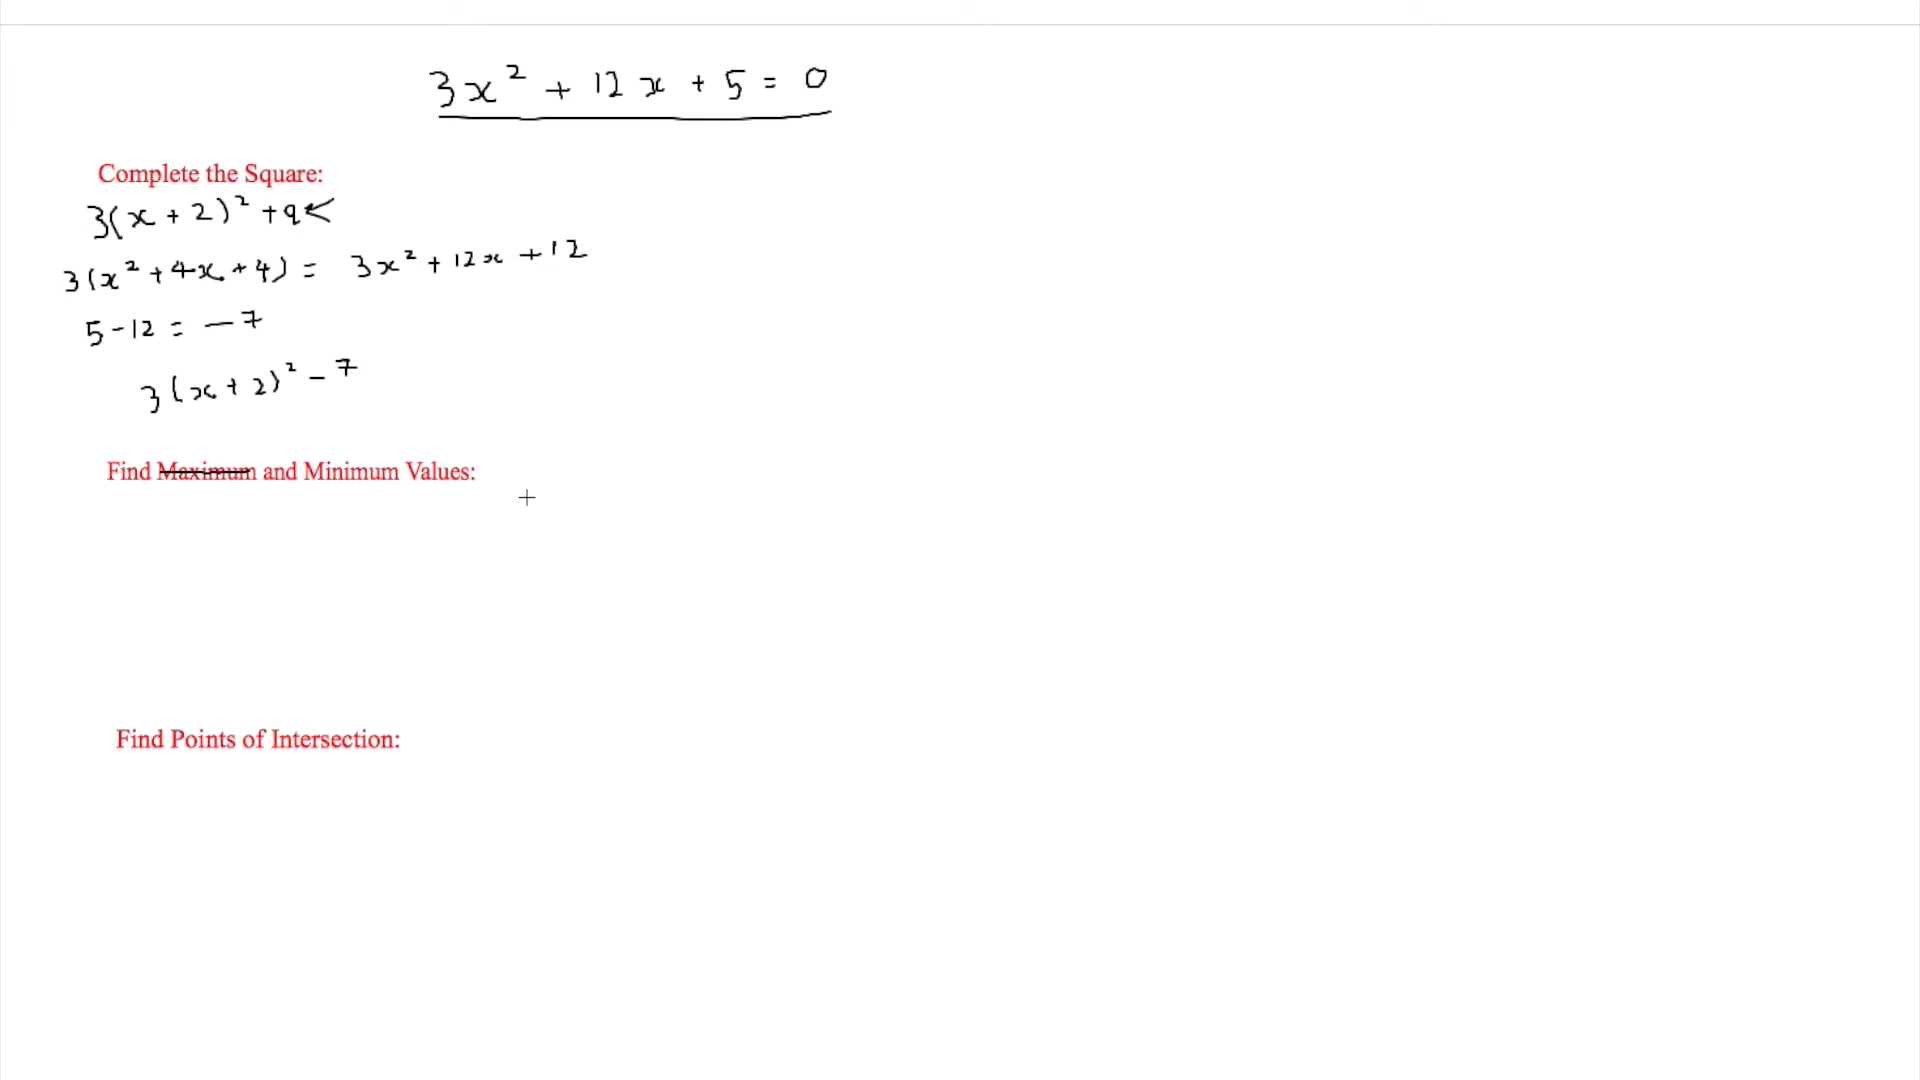 3x² + 12x + 5 = 0
Complete the Square:
3(x + 2)² + q <
3(x² + 4x + 4) = 3x² + 12x + 12
5 - 12 = - 7
3(x + 2)² - 7
Find Maximum and Minimum Values:
Find Points of Intersection: